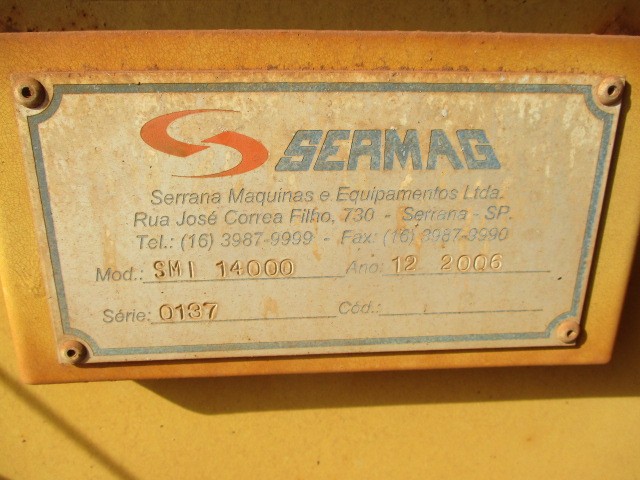 SERMAG
Serrana Maquinas e Equipamentos Ltda.
Rua José Correa Filho, 730 - Serrana - SP.
Tel.: (16) 3987-9999 - Fax: (16) 3987-9990
Mod.: SMI 14000 Ano: 12 2006
Série: 0137 Cód.: